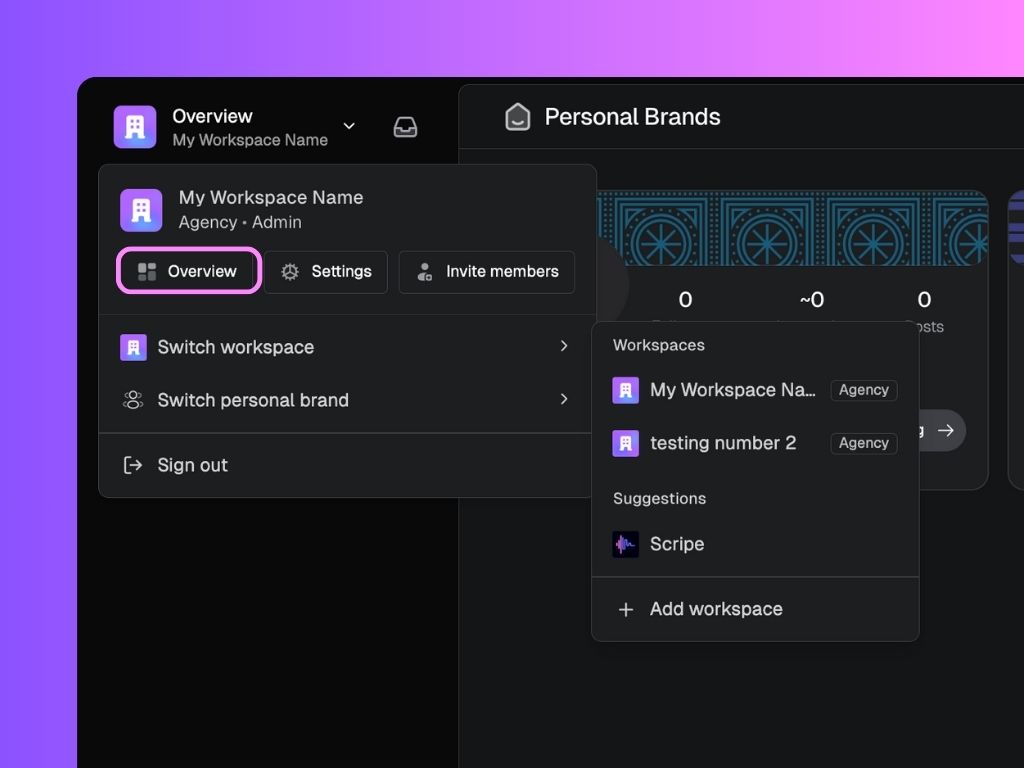 Overview
My Workspace Name
Personal Brands
My Workspace Name
Agency • Admin
Overview
Settings
Invite members
0
~0
0
Switch workspace
Switch personal brand
Sign out
Workspaces
My Workspace Na...
Agency
testing number 2
Agency
Suggestions
Scripe
Add workspace